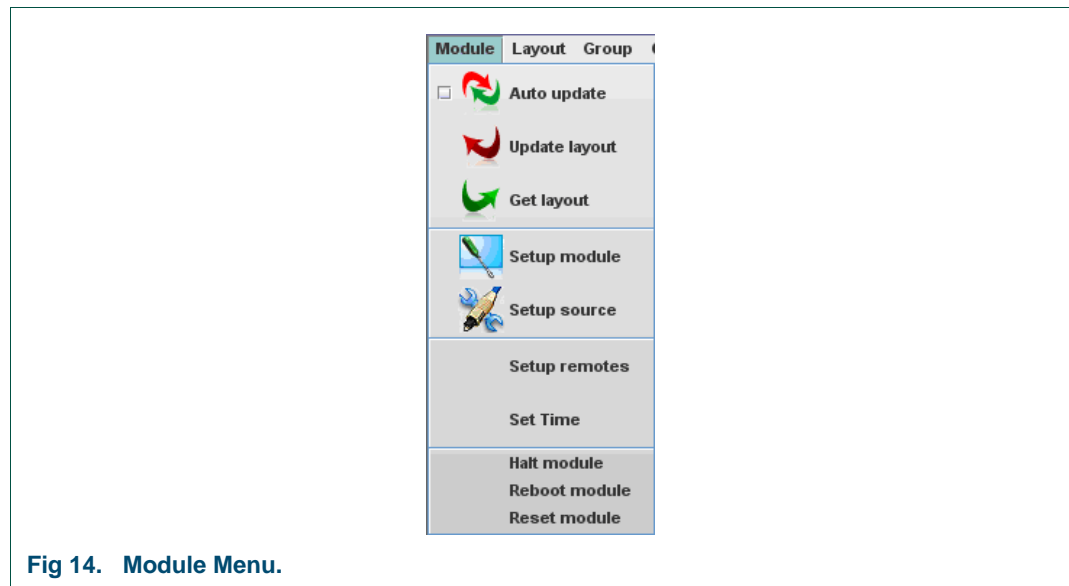 Module Layout Group
Auto update
Update layout
Get layout
Setup module
Setup source
Setup remotes
Set Time
Halt module
Reboot module
Reset module
Fig 14. Module Menu.